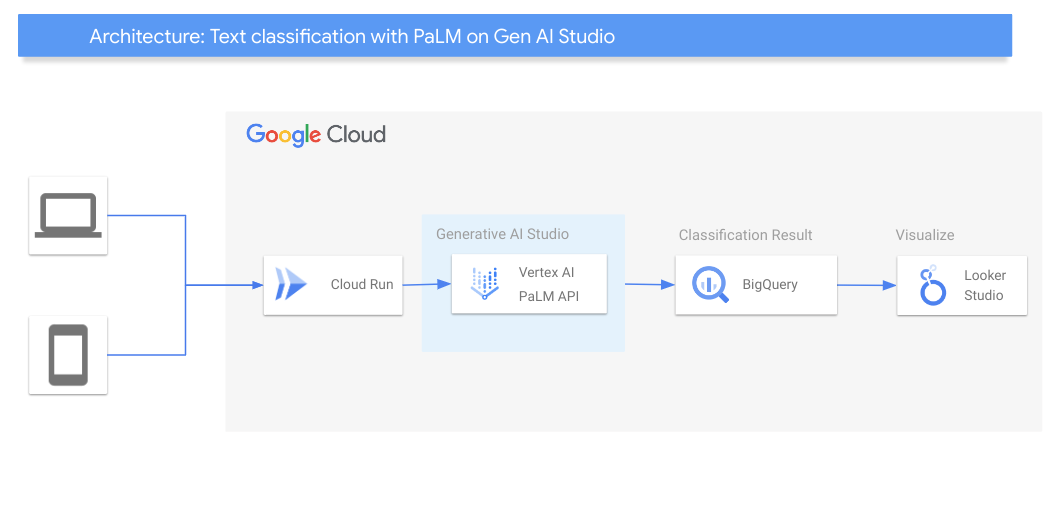 Architecture: Text classification with PaLM on Gen AI Studio
Google Cloud
Generative AI Studio
Classification Result
Visualize
Cloud Run
Vertex AI
PaLM API
BigQuery
Looker
Studio